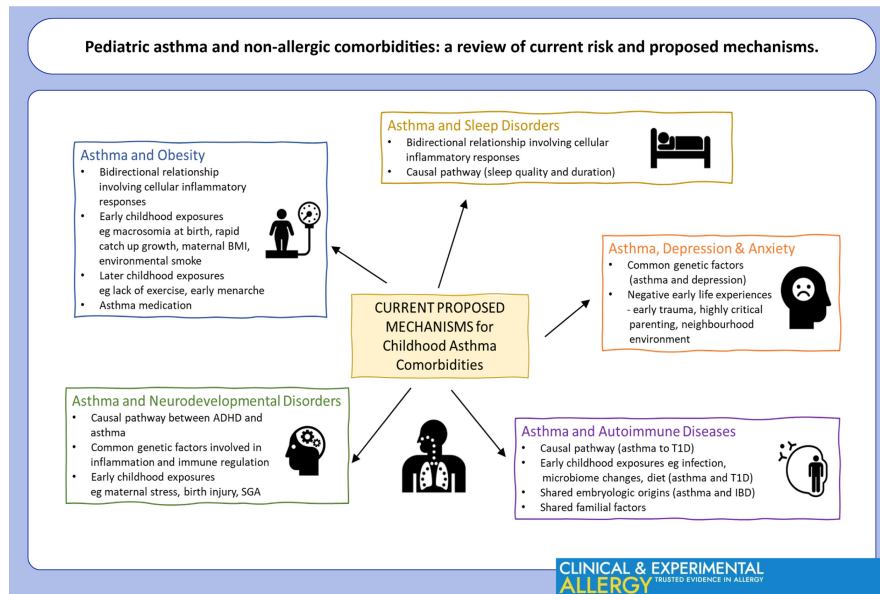 Pediatric asthma and non-allergic comorbidities: a review of current risk and proposed mechanisms.
Asthma and Sleep Disorders
• Bidirectional relationship involving cellular
inflammatory responses
• Causal pathway (sleep quality and duration)
Asthma and Obesity
• Bidirectional relationship
involving cellular inflammatory
responses
• Early childhood exposures
eg macrosomia at birth, rapid
catch up growth, maternal BMI,
environmental smoke
• Later childhood exposures
eg lack of exercise, early menarche
• Asthma medication
Asthma, Depression & Anxiety
• Common genetic factors
(asthma and depression)
• Negative early life experiences
- early trauma, highly critical
parenting, neighbourhood
environment
CURRENT PROPOSED
MECHANISMS for
Childhood Asthma
Comorbidities
Asthma and Neurodevelopmental Disorders
• Causal pathway between ADHD and
asthma
• Common genetic factors involved in
inflammation and immune regulation
• Early childhood exposures
eg maternal stress, birth injury, SGA
Asthma and Autoimmune Diseases
• Causal pathway (asthma to T1D)
• Early childhood exposures eg infection,
microbiome changes, diet (asthma and T1D)
• Shared embryologic origins (asthma and IBD)
• Shared familial factors
CLINICAL & EXPERIMENTAL
ALLERGY TRUSTED EVIDENCE IN ALLERGY